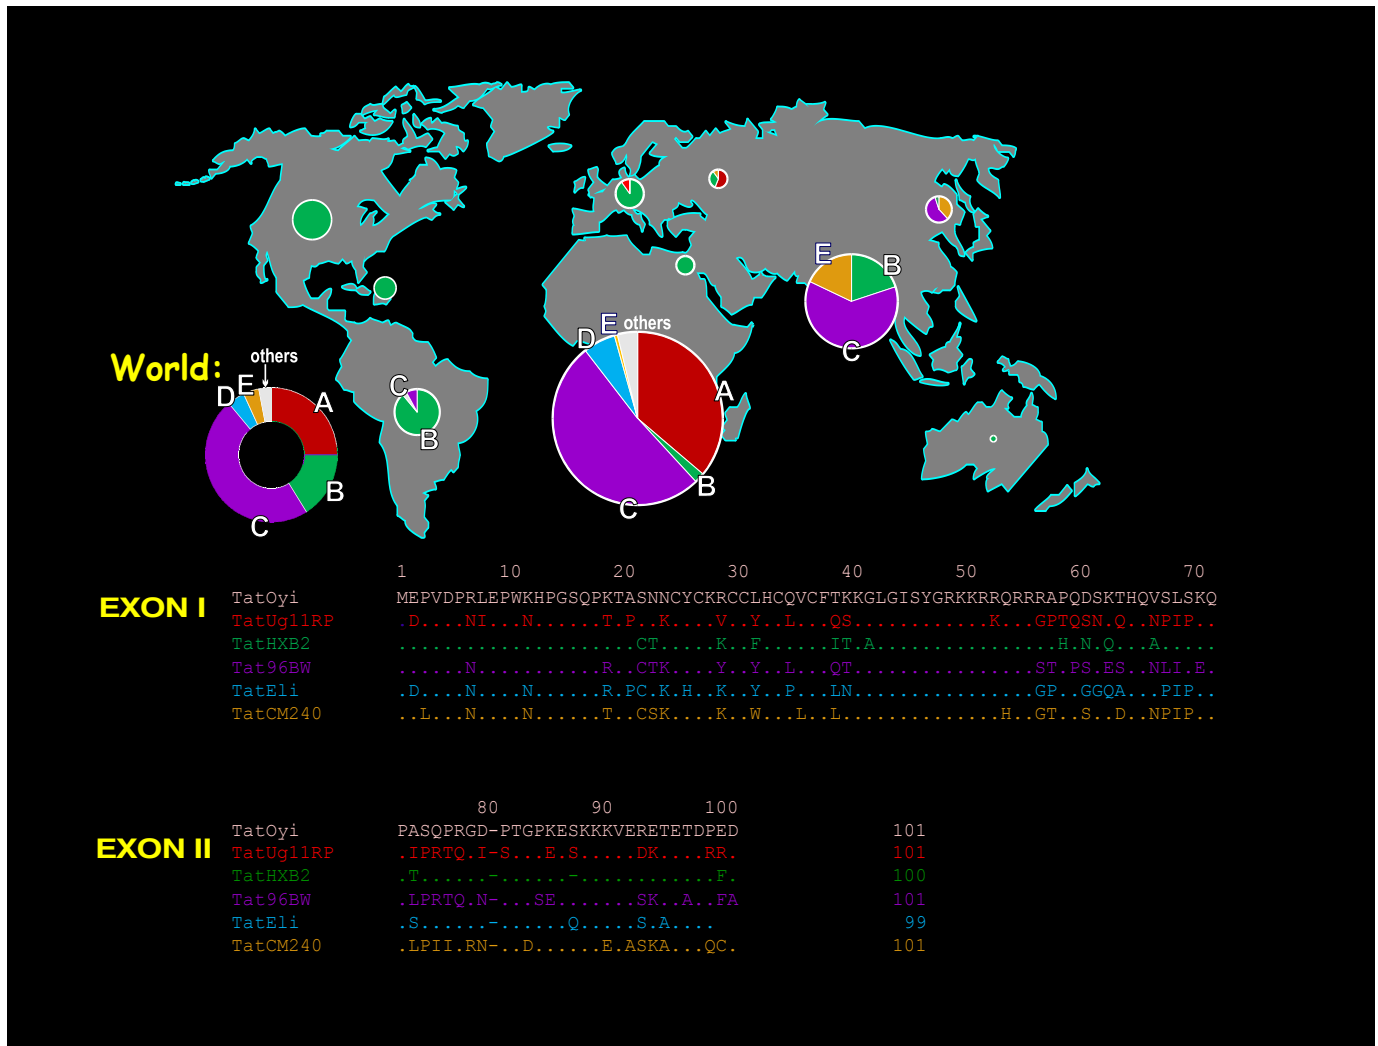 E
B
others
E others
D
World:
others
E
D
A
C
A
C
B
B
B
C
C
1 10 20 30 40 50 60 70
EXON I
TatOyi MEPVDPRLEPWKHPGSQPKTASNNCYCKRCCLHCQVCFTKKGLGISYGRKKRRQRRRAPQDSKTHQVSLSKQ
TatUg11RP .D....NI...N......T.P..K....V..Y..L...QS............K...GPTQSN.Q..NPIP..
TatHXB2 .....................CT.....K..F......IT.A................H.N.Q...A.....
Tat96BW ......N...........R..CTK....Y..Y..L...QT................ST.PS.ES..NLI.E.
TatEli .D....N....N......R.PC.K.H..K..Y..P...LN................GP..GGQA...PIP..
TatCM240 ..L...N....N......T..CSK....K..W...L..L..............H..GT..S..D..NPIP..
80 90 100
EXON II
TatOyi PASQPRGD-PTGPKESKKKVERETETDPED 101
TatUg11RP .IPRTQ.I-S...E.S.....DK....RR. 101
TatHXB2 .T......-......-............F. 100
Tat96BW .LPRTQ.N-...SE.......SK..A..FA 101
TatEli .S......-......Q.....S.A.... 99
TatCM240 .LPII.RN-..D......E.ASKA...QC. 101